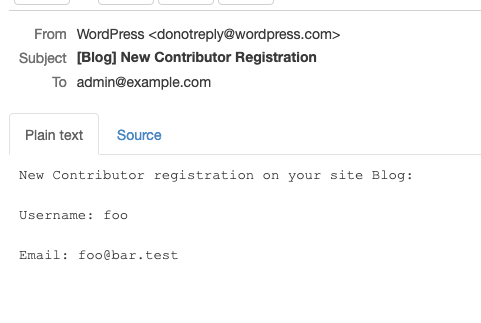 From WordPress <donotreply@wordpress.com>
Subject [Blog] New Contributor Registration
To admin@example.com
Plain text Source
New Contributor registration on your site Blog:
Username: foo
Email: foo@bar.test